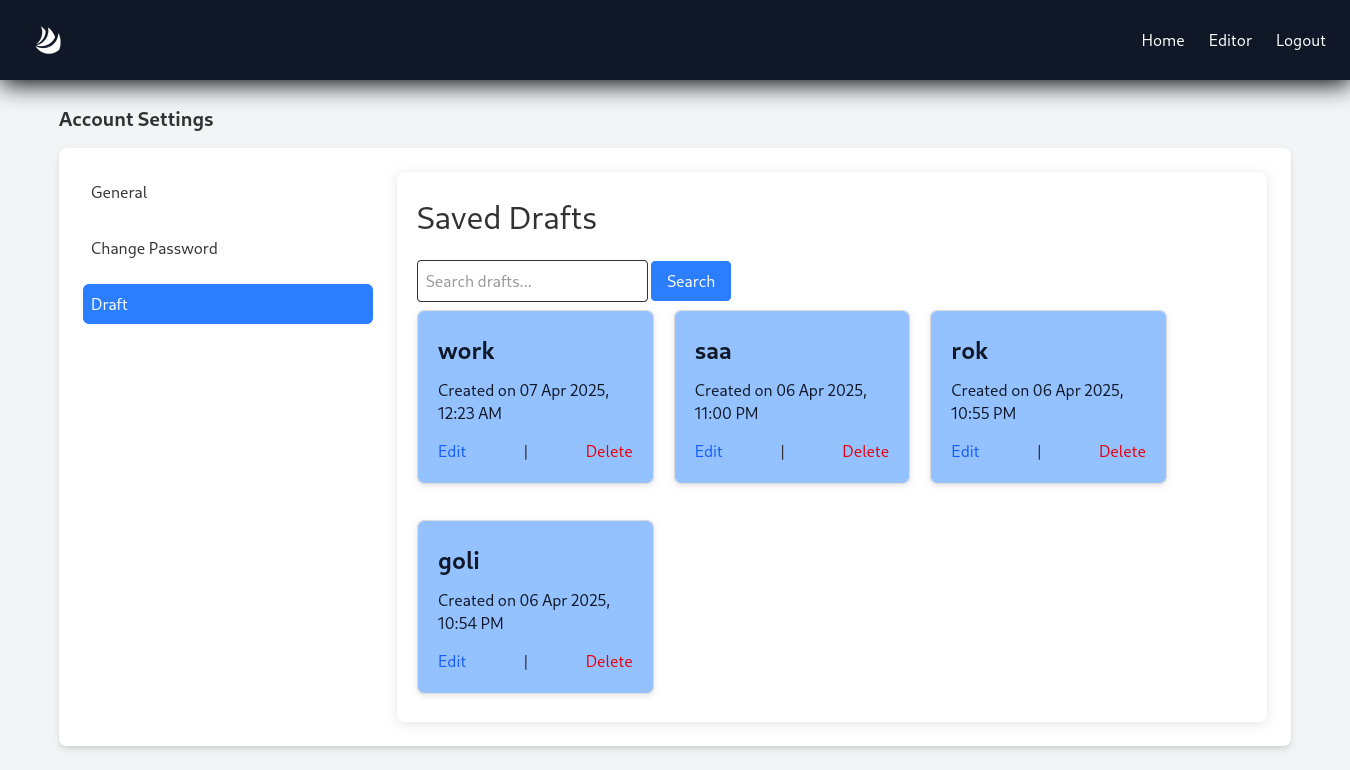 Home Editor Logout
Account Settings
General
Change Password
Draft
Saved Drafts
Search drafts...
Search
work
Created on 07 Apr 2025,
12:23 AM
Edit | Delete
saa
Created on 06 Apr 2025,
11:00 PM
Edit | Delete
rok
Created on 06 Apr 2025,
10:55 PM
Edit | Delete
goli
Created on 06 Apr 2025,
10:54 PM
Edit | Delete